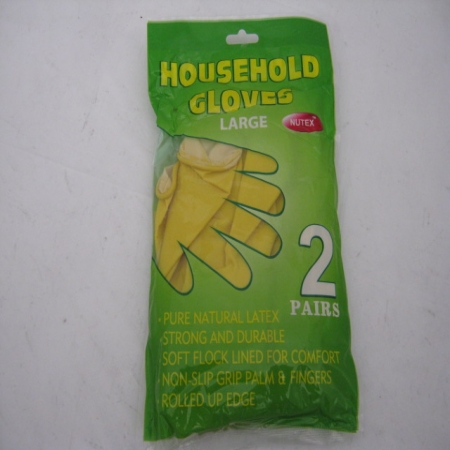 HOUSEHOLD
GLOVES
LARGE
NUTEX
2
PAIRS
• PURE NATURAL LATEX
• STRONG AND DURABLE
SOFT FLOCK LINED FOR COMFORT
NON-SLIP GRIP PALM & FINGERS
ROLLED UP EDGE